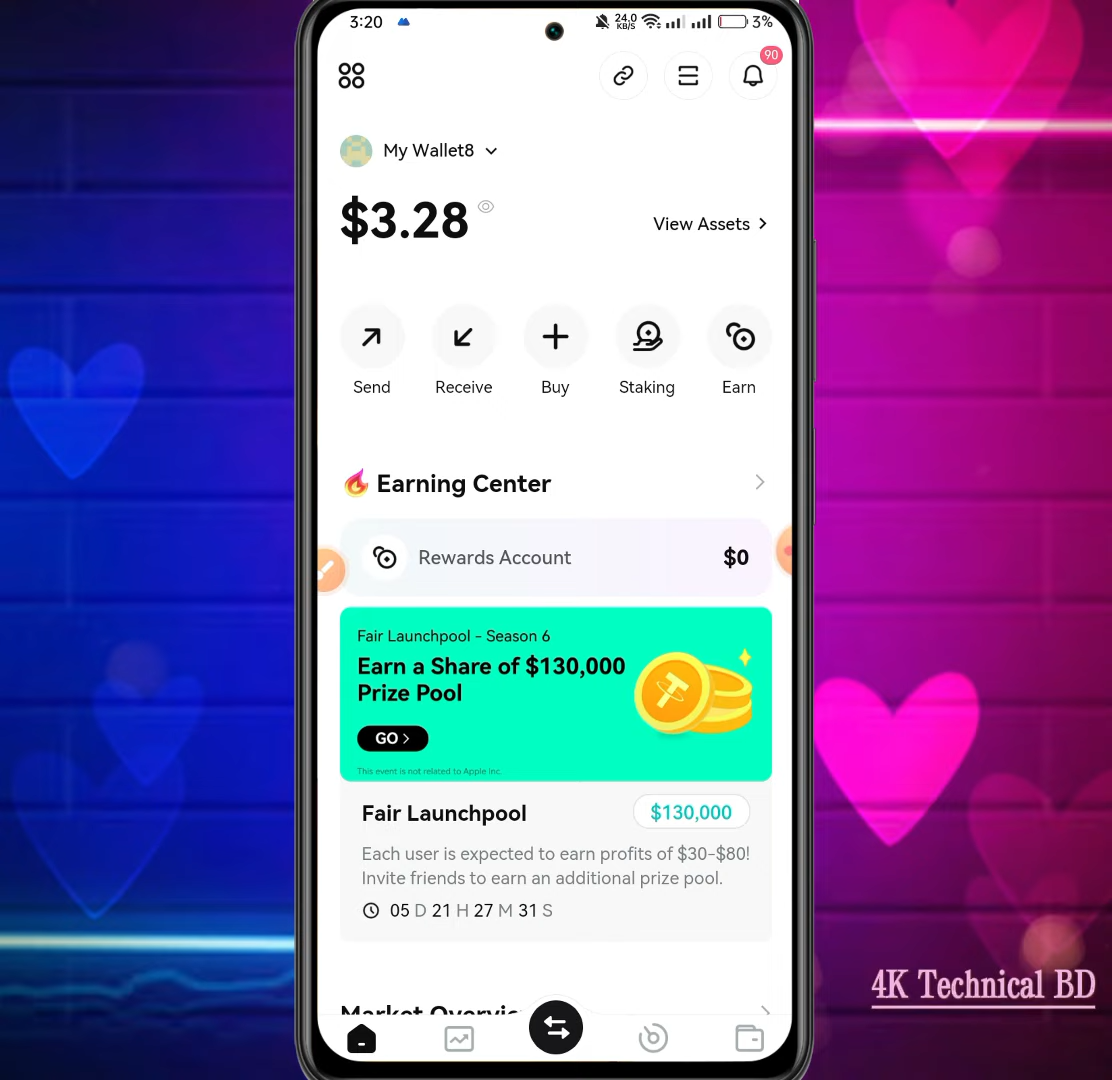 3:20
24.0 KB/S
3%
90
My Wallet8
$3.28
View Assets
Send
Receive
Buy
Staking
Earn
Earning Center
Rewards Account
$0
Fair Launchpool - Season 6
Earn a Share of $130,000
Prize Pool
GO
This event is not related to Apple Inc.
Fair Launchpool
$130,000
Each user is expected to earn profits of $30-$80!
Invite friends to earn an additional prize pool.
05 D 21 H 27 M 31 S
4K Technical BD